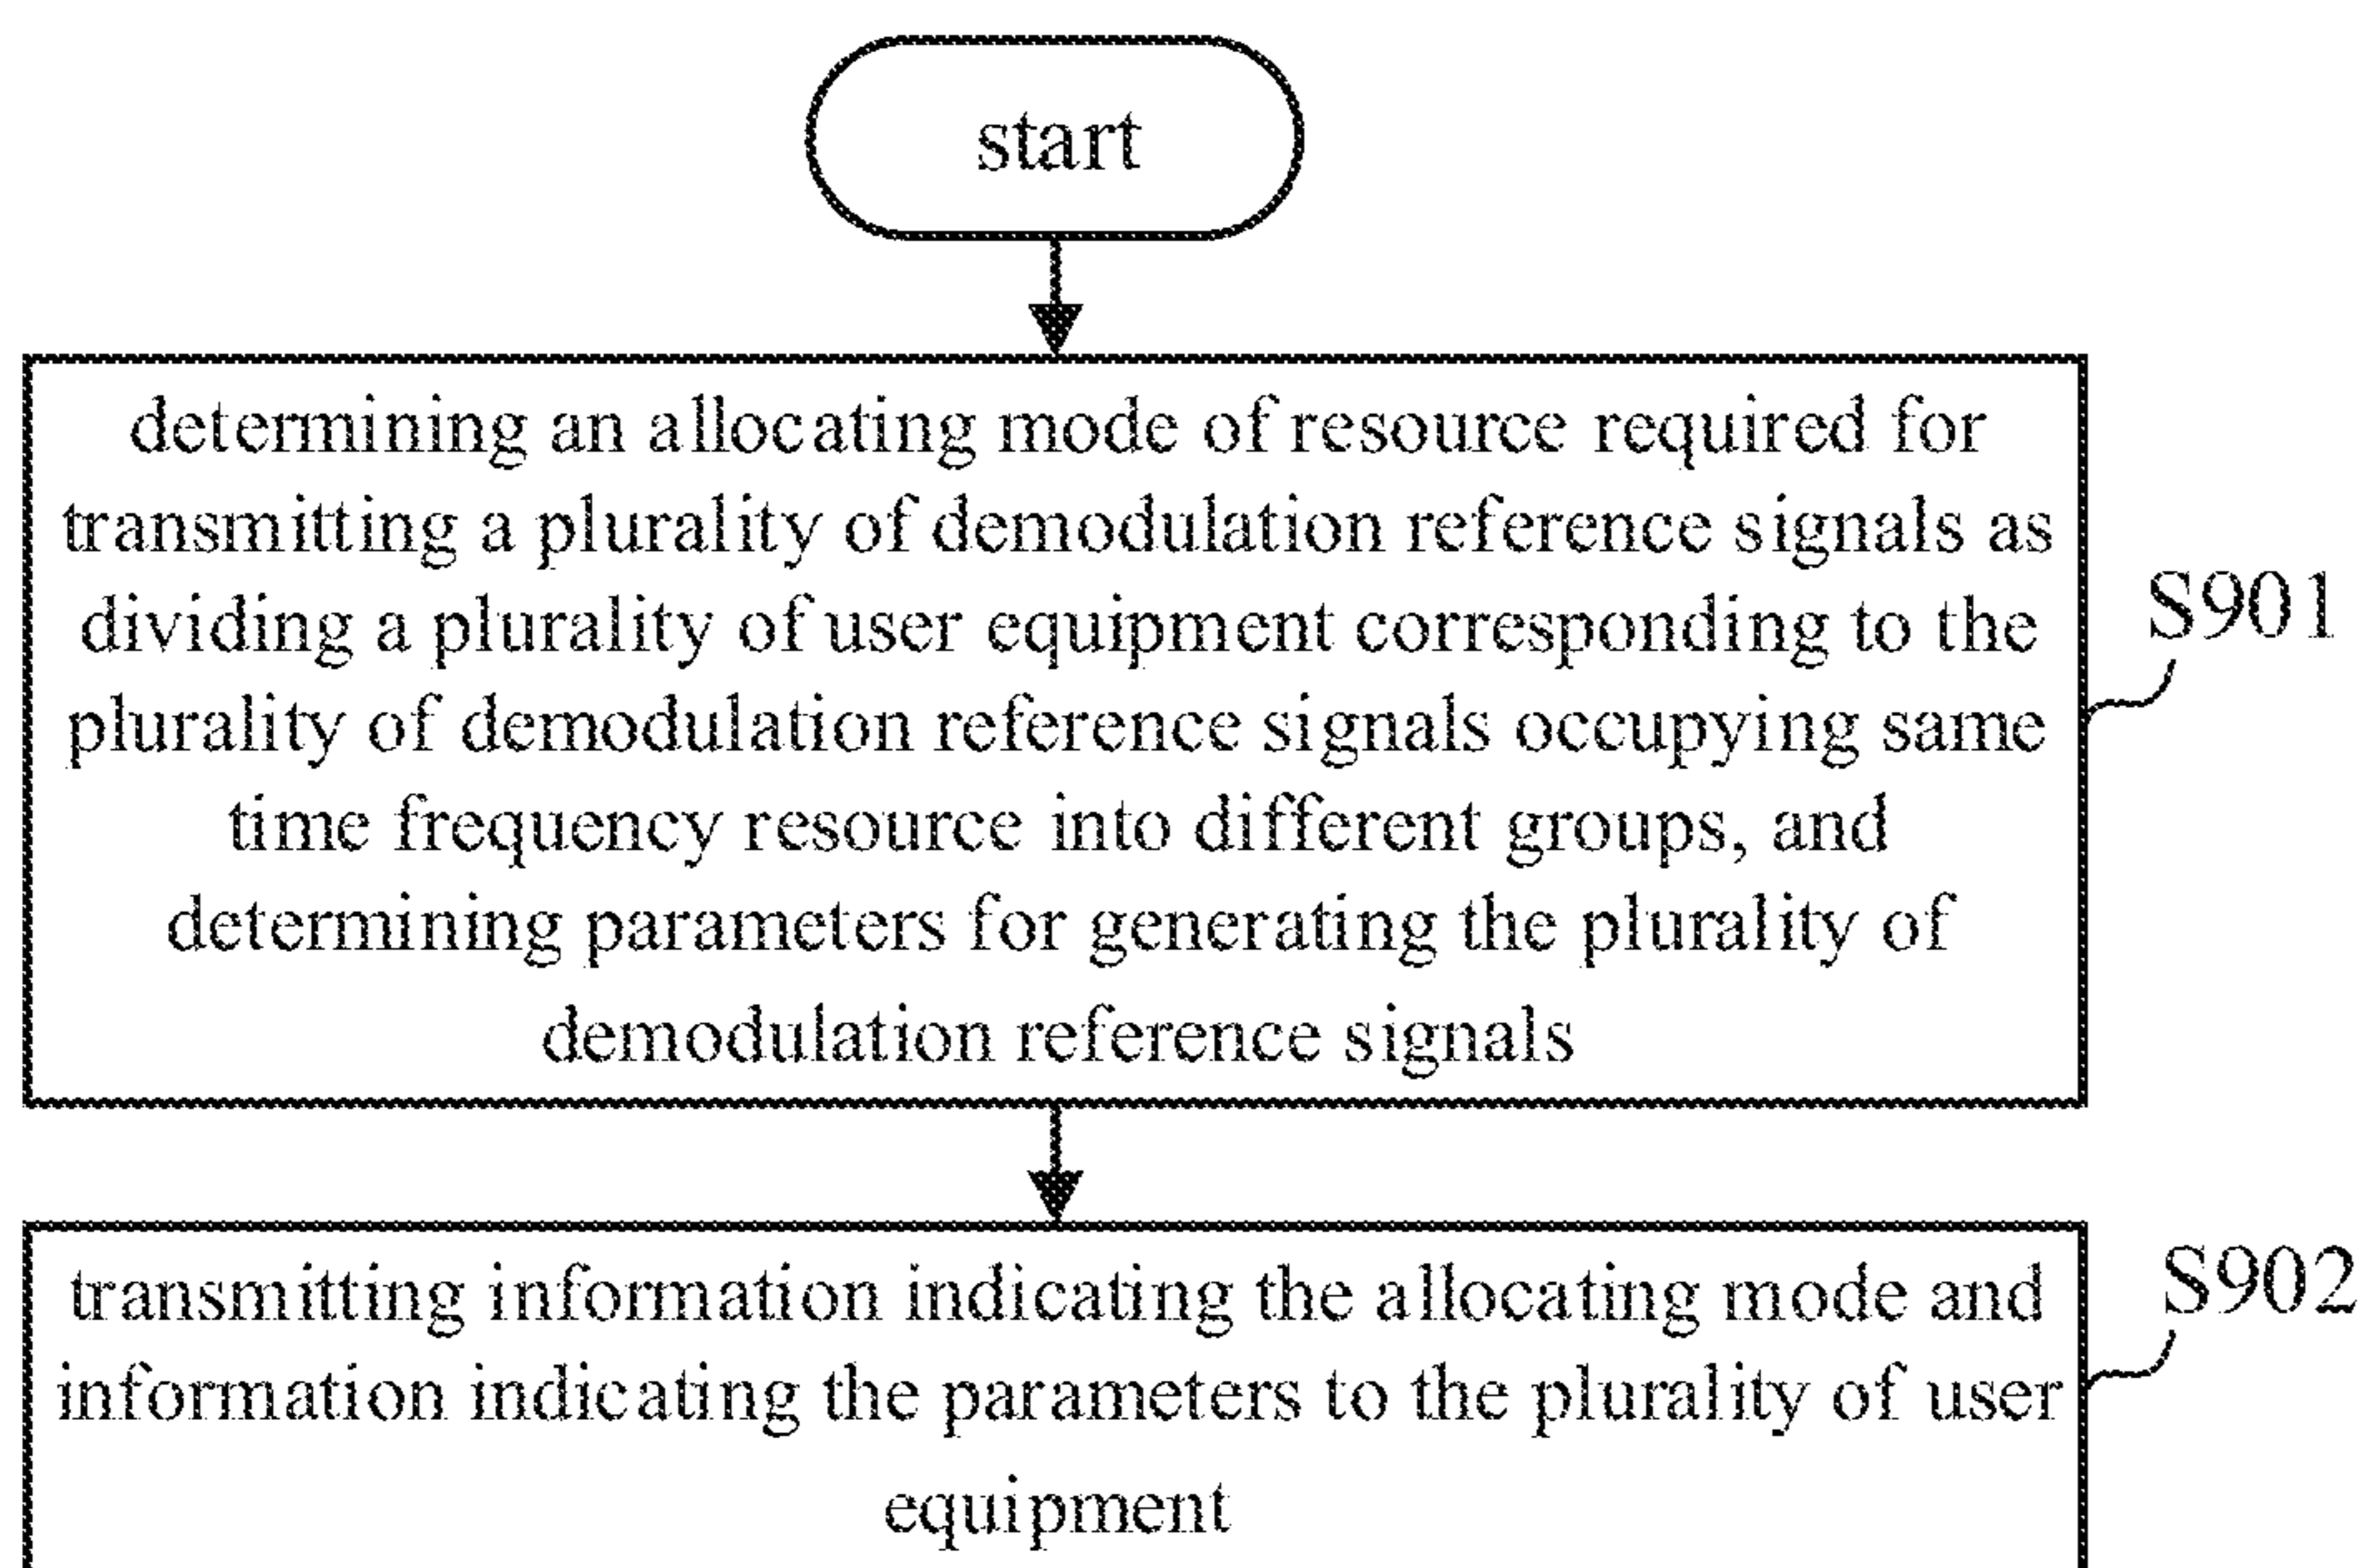 start
determining an allocating mode of resource required for
transmitting a plurality of demodulation reference signals as
dividing a plurality of user equipment corresponding to the
plurality of demodulation reference signals occupying same
time frequency resource into different groups, and
determining parameters for generating the plurality of
demodulation reference signals
S901
transmitting information indicating the allocating mode and
information indicating the parameters to the plurality of user
equipment
S902